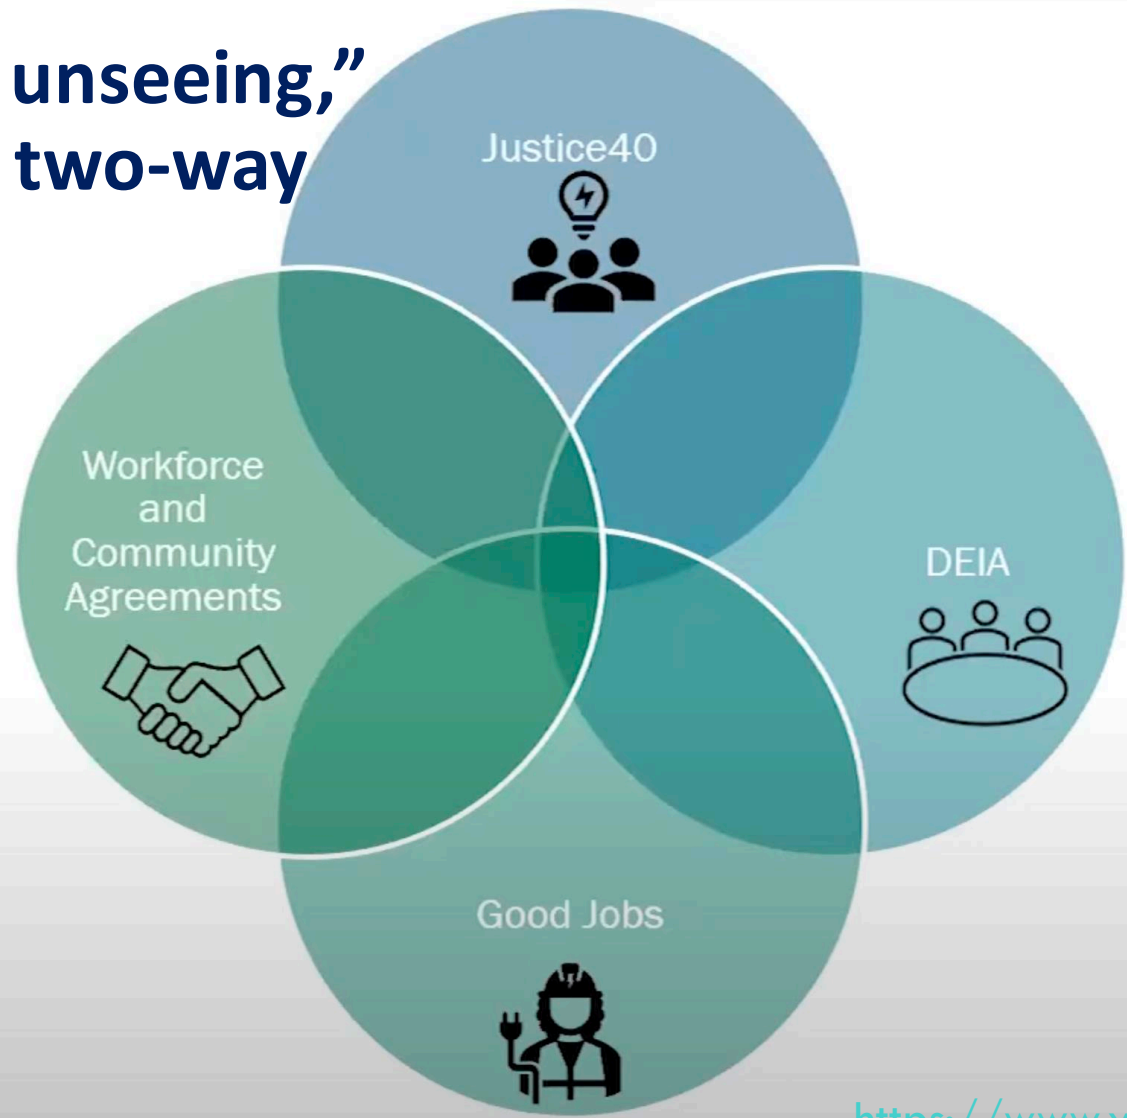 unseeing,”
two-way
Justice40
Workforce
and
Community
Agreements
DEIA
Good Jobs